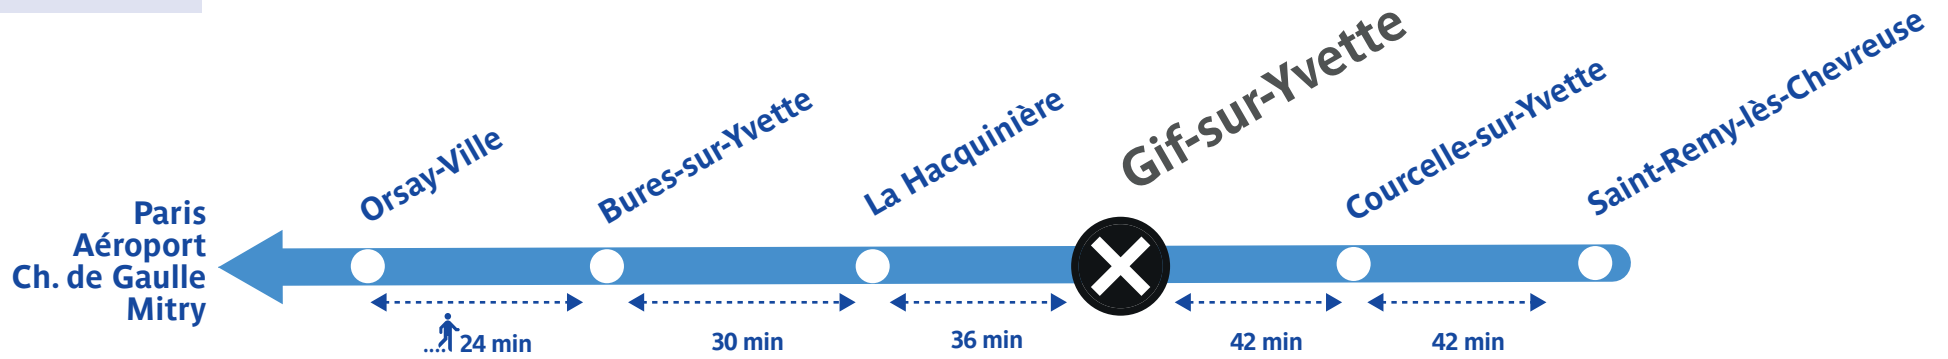 Paris
Aéroport
Ch. de Gaulle
Mitry
Orsay-Ville
Bures-sur-Yvette
La Hacquinière
Gif-sur-Yvette
Courcelle-sur-Yvette
Saint-Remy-lès-Chevreuse
24 min
30 min
36 min
42 min
42 min